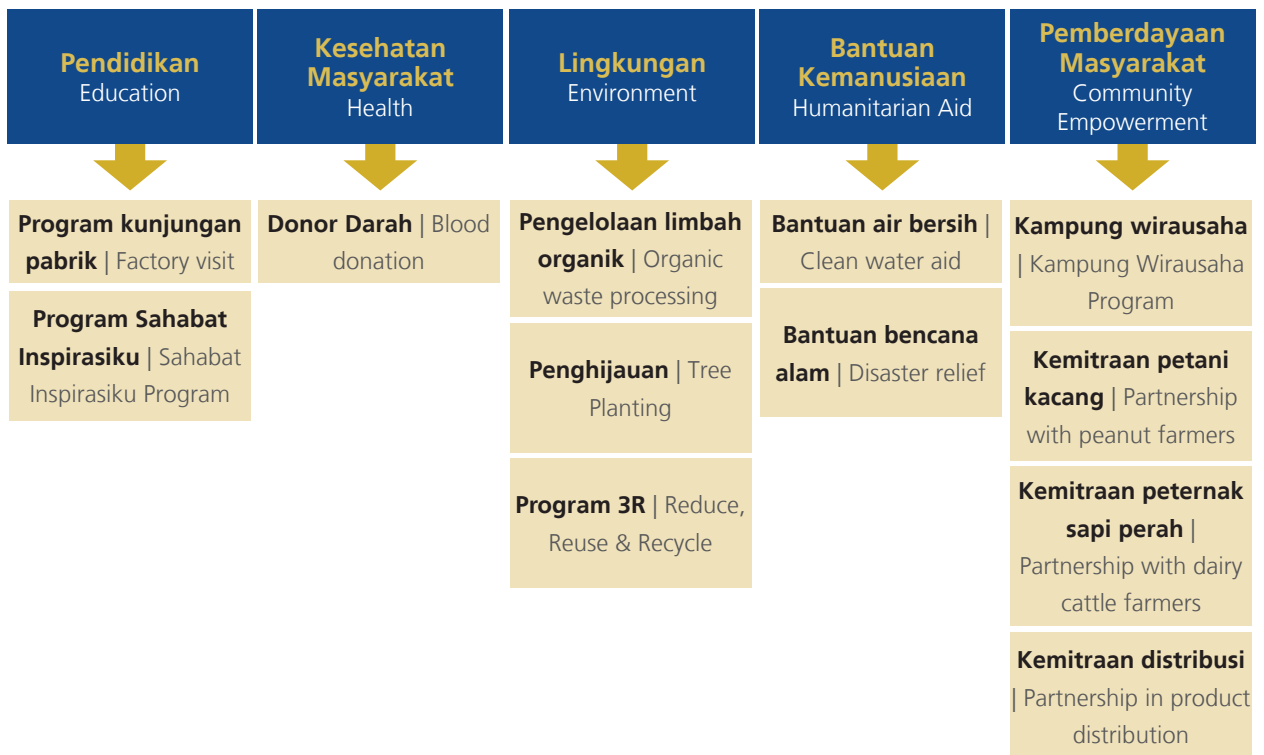 Pendidikan
Education
Kesehatan
Masyarakat
Health
Lingkungan
Environment
Bantuan
Kemanusiaan
Humanitarian Aid
Pemberdayaan
Masyarakat
Community
Empowerment
Program kunjungan
pabrik | Factory visit
Program Sahabat
Inspirasiku | Sahabat
Inspirasiku Program
Donor Darah | Blood
donation
Pengelolaan limbah
organik | Organic
waste processing
Penghijauan | Tree
Planting
Program 3R | Reduce,
Reuse & Recycle
Bantuan air bersih |
Clean water aid
Bantuan bencana
alam | Disaster relief
Kampung wirausaha
| Kampung Wirausaha
Program
Kemitraan petani
kacang | Partnership
with peanut farmers
Kemitraan peternak
sapi perah |
Partnership with dairy
cattle farmers
Kemitraan distribusi
| Partnership in product
distribution